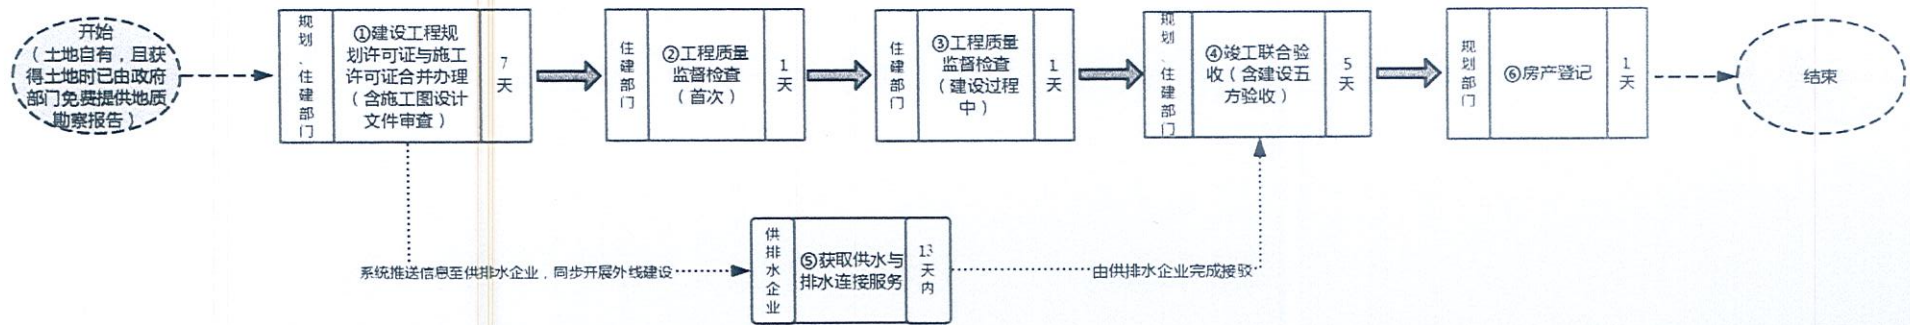 开始
（土地自有，且获
得土地时已由政府
部门免费提供地质
勘察报告）
规划、住建部门
①建设工程规
划许可证与施工
许可证合并办理
（含施工图设计
文件审查）
7天
住建部门
②工程质量
监督检查
（首次）
1天
住建部门
③工程质量
监督检查
（建设过程
中）
1天
规划、住建部门
④竣工联合验
收（含建设五
方验收）
5天
规划部门
⑥房产登记
1天
结束
系统推送信息至供排水企业，同步开展外线建设
供排水企业
⑤获取供水与
排水连接服务
13天内
由供排水企业完成接驳